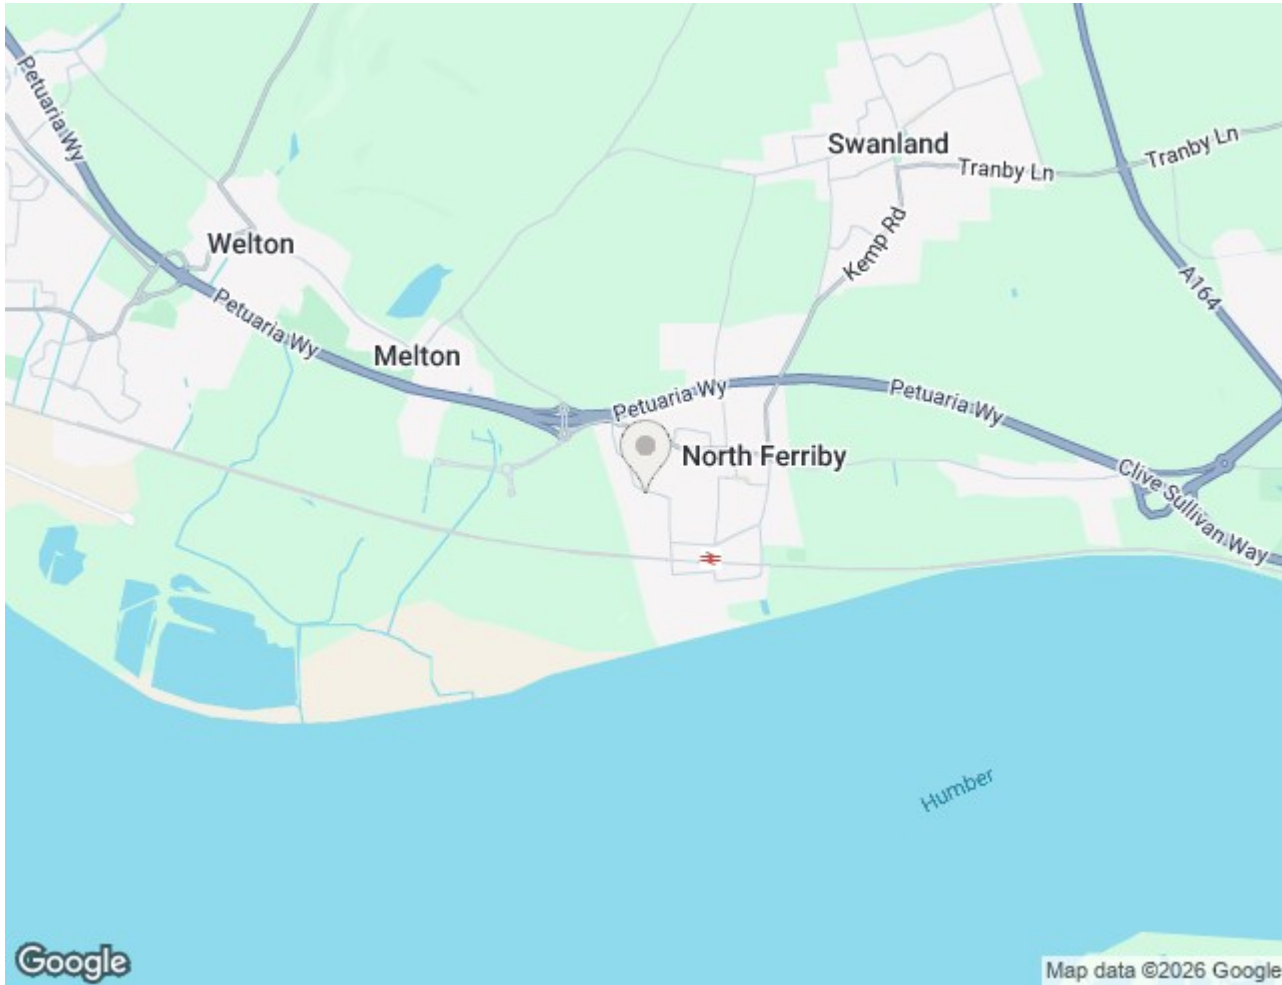 Petuaria Wy
Swanland
Tranby Ln
Tranby Ln
Welton
Kemp Rd
A164
Petuaria Wy
Melton
Petuaria Wy
Petuaria Wy
North Ferriby
Clive Sullivan Way
Humber
Google
Map data ©2026 Google